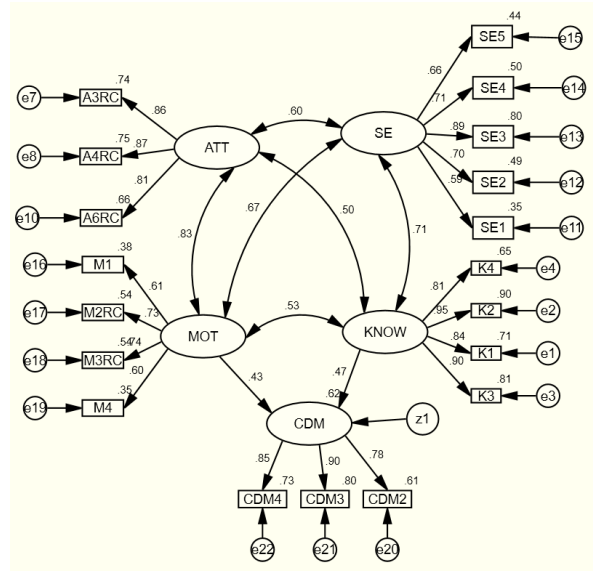 .44
SE5 e15
.66
.50
SE4 e14
.71
.80
SE3 e13
.89
.70 .49
SE2 e12
.59 .35
SE1 e11
.74
e7 A3RC
.86
.75 .87
e8 A4RC
.81
.66
e10 A6RC
ATT .60 SE
.67 .50
.83 .71
.38
e16 M1
.61
.54
e17 M2RC .73
.54 .74
e18 M3RC
.60
.35
e19 M4
MOT .53 KNOW
.65
K4 e4
.81
.90
K2 e2
.95
.84 .71
K1 e1
.90
.81
K3 e3
.43 .47
.62
CDM z1
.85 .90 .78
.73 .80 .61
CDM4 CDM3 CDM2
e22 e21 e20